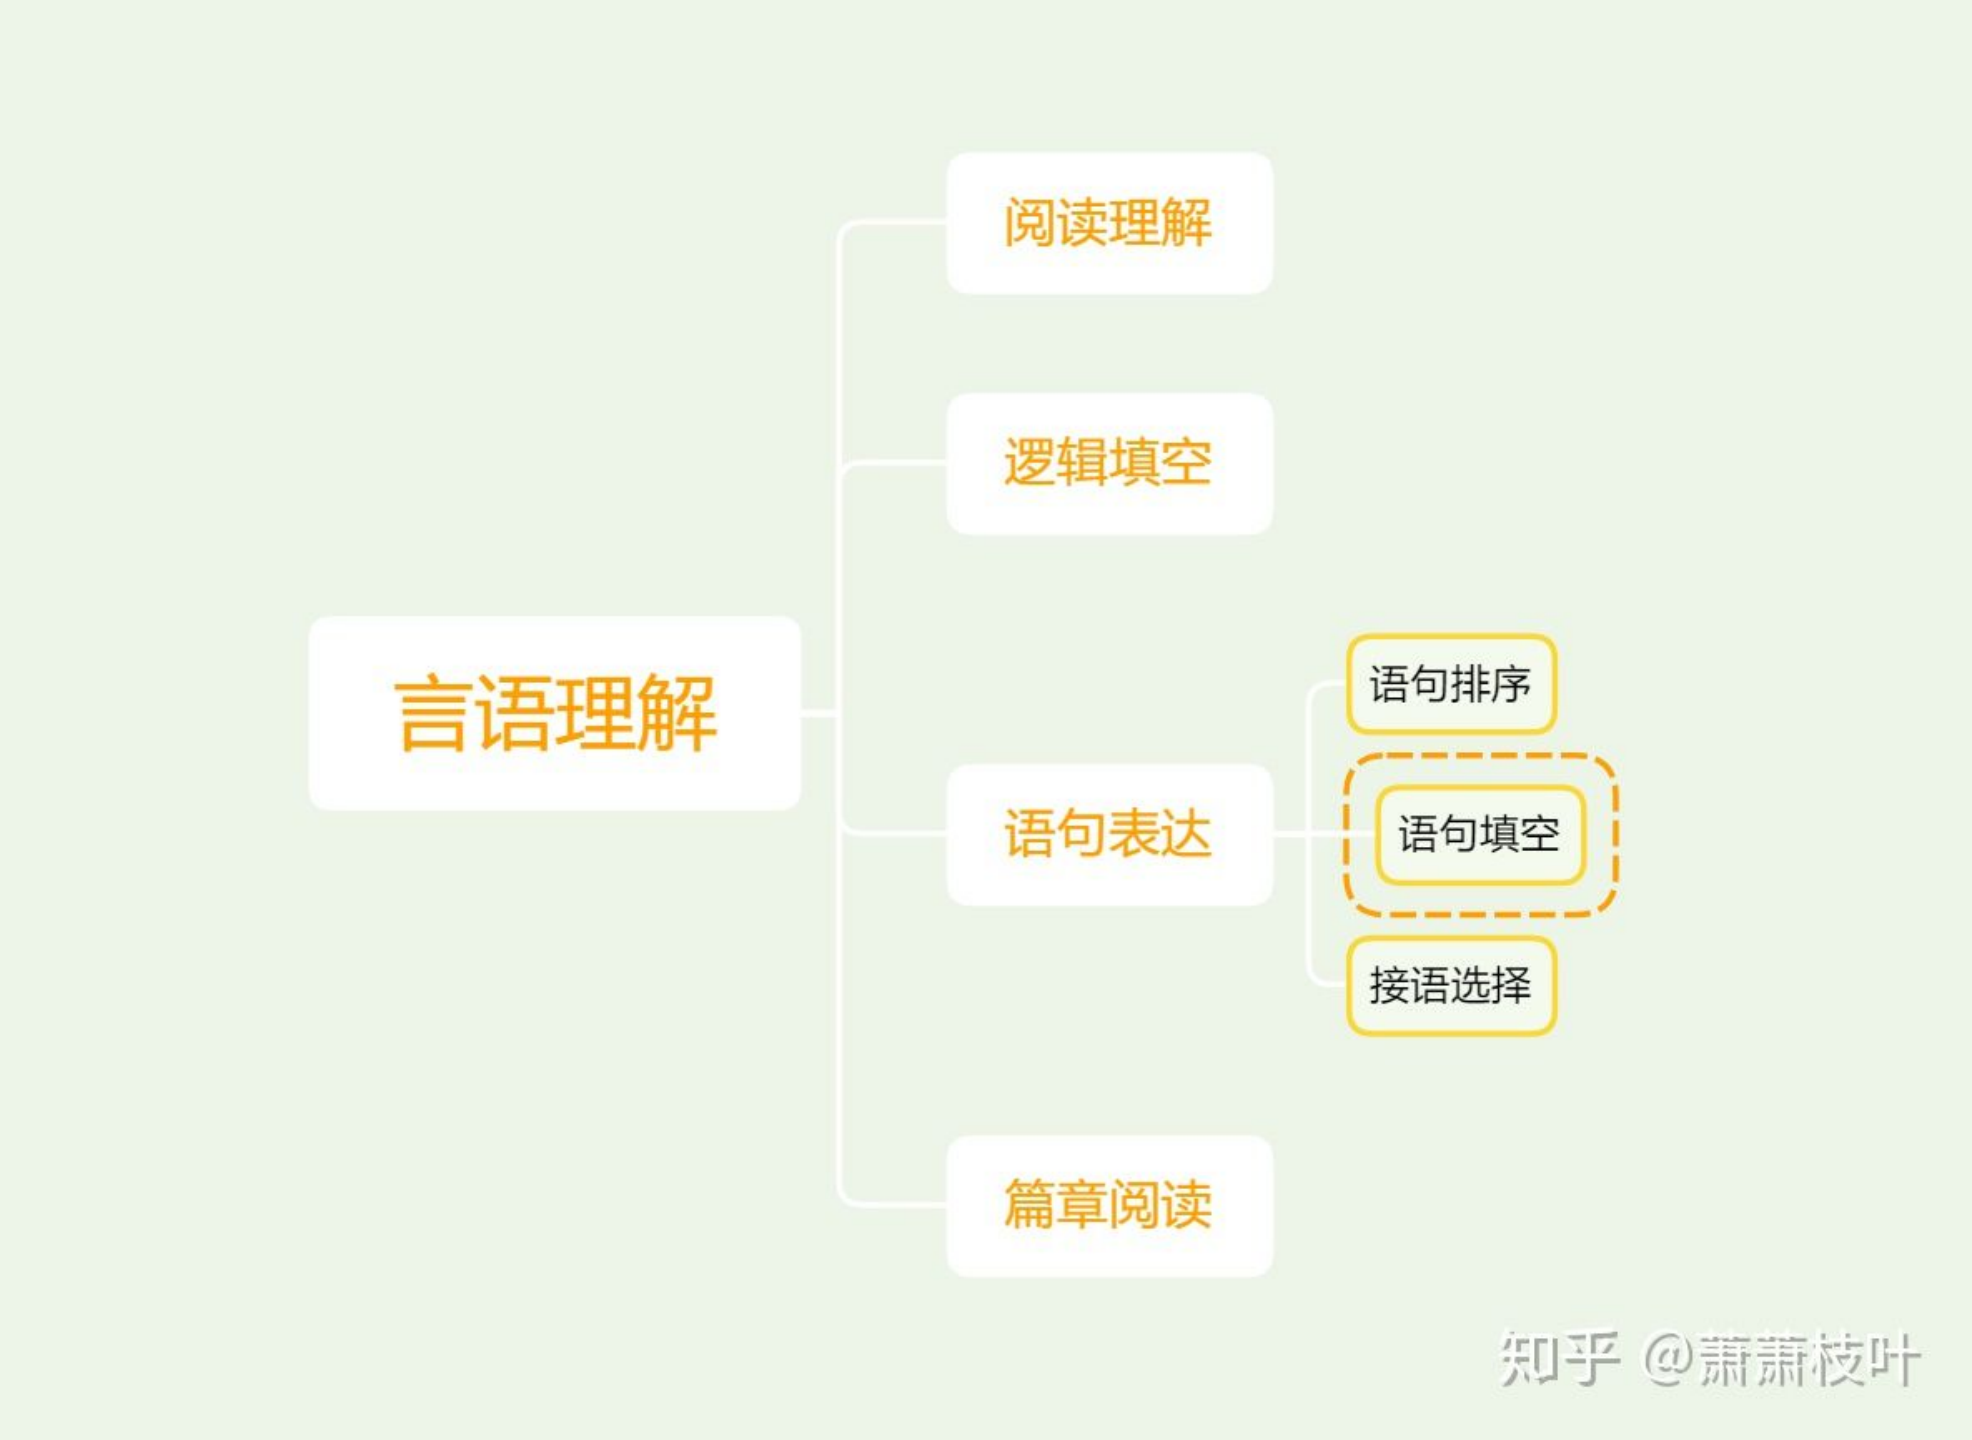 阅读理解
逻辑填空
言语理解
语句排序
语句表达
语句填空
接语选择
篇章阅读
知乎 @萧萧枝叶